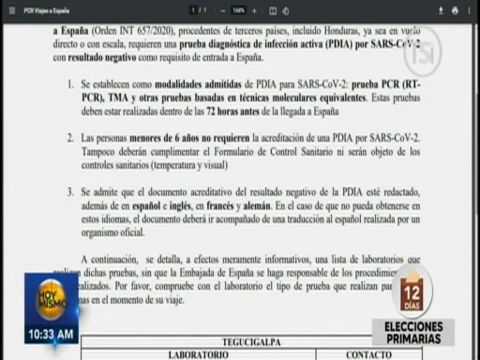 PCR Viajes a España
1 / 1
168%
a España (Orden INT 657/2020), procedentes de terceros países, incluido Honduras, ya sea en vuelo
directo o con escala, requieren una prueba diagnóstica de infección activa (PDIA) por SARS-CoV-2
con resultado negativo como requisito de entrada a España.
TSi
1. Se establecen como modalidades admitidas de PDIA para SARS-CoV-2: prueba PCR (RT-
PCR), TMA y otras pruebas basadas en técnicas moleculares equivalentes. Estas pruebas
deben estar realizadas dentro de las 72 horas antes de la llegada a España
2. Las personas menores de 6 años no requieren la acreditación de una PDIA por SARS-CoV-2.
Tampoco deberán cumplimentar el Formulario de Control Sanitario ni serán objeto de los
controles sanitarios (temperatura y visual)
3. Se admite que el documento acreditativo del resultado negativo de la PDIA esté redactado,
además de en español e inglés, en francés y alemán. En el caso de que no pueda obtenerse en
estos idiomas, el documento deberá ir acompañado de una traducción al español realizada por un
organismo oficial.
A continuación, se detalla, a efectos meramente informativos, una lista de laboratorios que
dichas pruebas, sin que la Embajada de España se haga responsable de los
Por favor, compruebe con el laboratorio el tipo de prueba que realizan
en el momento de su viaje.
HOY
MISMO
10:33 AM
12
DÍAS
ELECCIONES
PRIMARIAS
TEGUCIGALPA
LABORATORIO CONTACTO